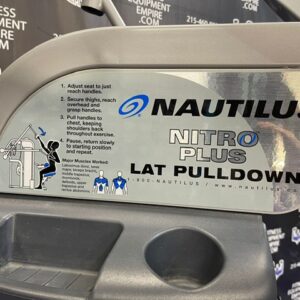 FITNESS
EQUIPMENT
EMPIRE
.COM
215-460-
1. Adjust seat to just
reach handles.
2. Secure thighs, reach
overhead and
grasp handles.
3. Pull handles to
chest, keeping
shoulders back
throughout exercise.
4. Pause, return slowly
to starting position
and repeat.
Major Muscles Worked:
NAUTILUS
NITRO
PLUS
LAT PULLDOWN
1-800-NAUTILUS / www.nautilus.